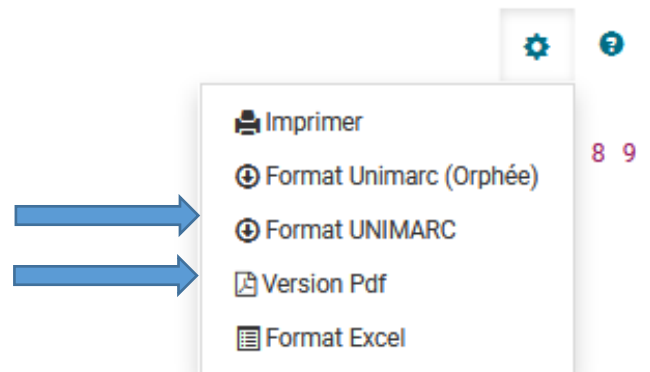 Imprimer
8 9
Format Unimarc (Orphée)
Format UNIMARC
Version Pdf
Format Excel